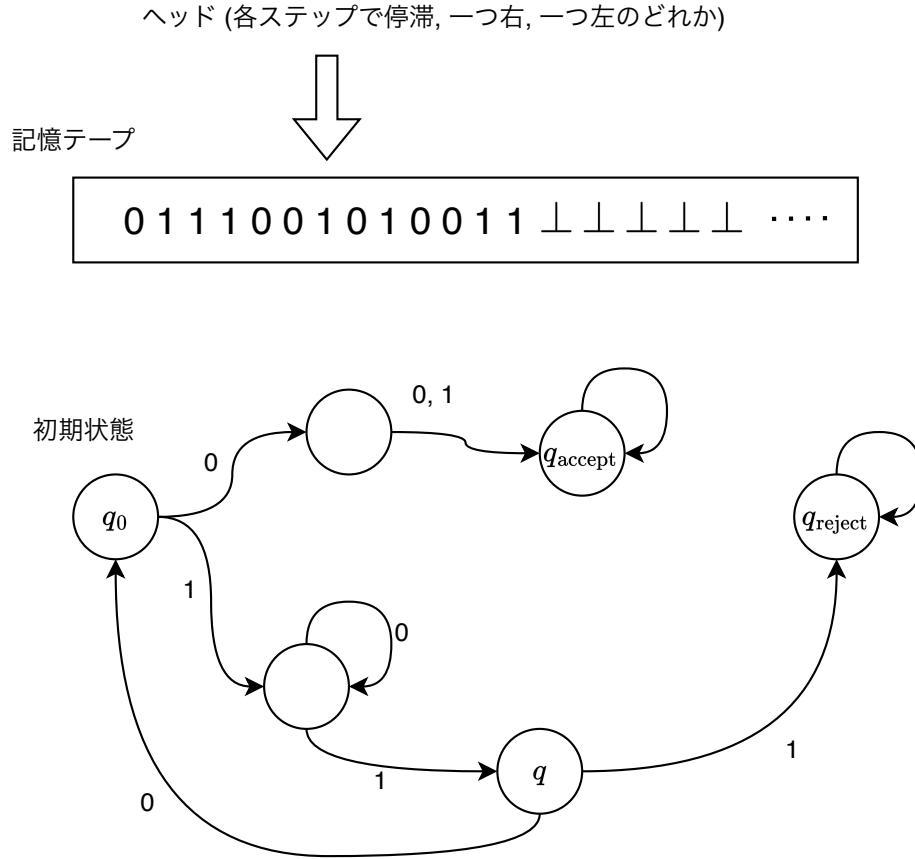 ヘッド (各ステップで停滞, 一つ右, 一つ左のどれか)
記憶テープ
0 1 1 1 0 0 1 0 1 0 0 1 1 ⊥ ⊥ ⊥ ⊥ ⊥ ····
0, 1
初期状態
q_accept
0
q_0
q_reject
1
0
1
q
1
0